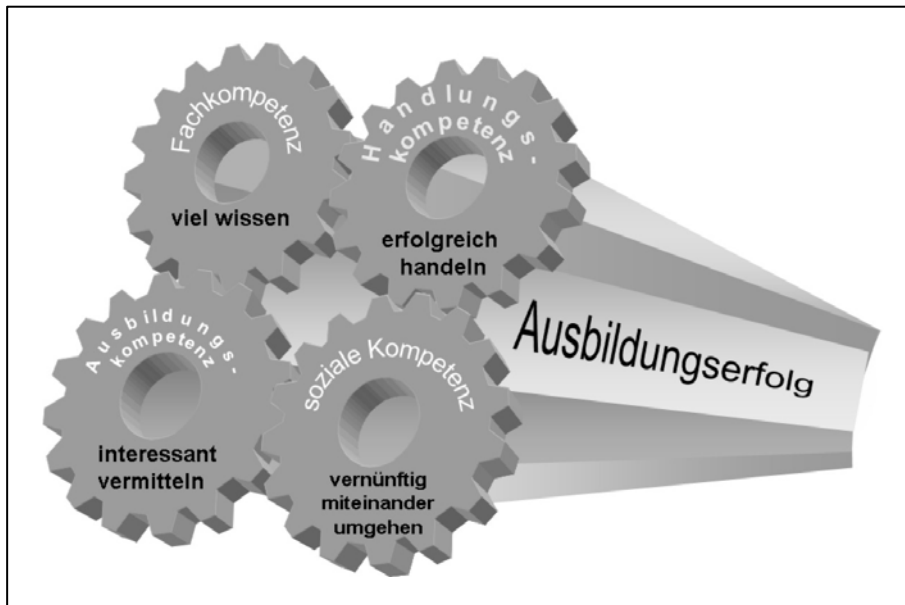 Fachkompetenz
viel wissen
Handlungs-
kompetenz
erfolgreich
handeln
Ausbildungs-
kompetenz
interessant
vermitteln
soziale Kompetenz
vernünftig
miteinander
umgehen
Ausbildungserfolg